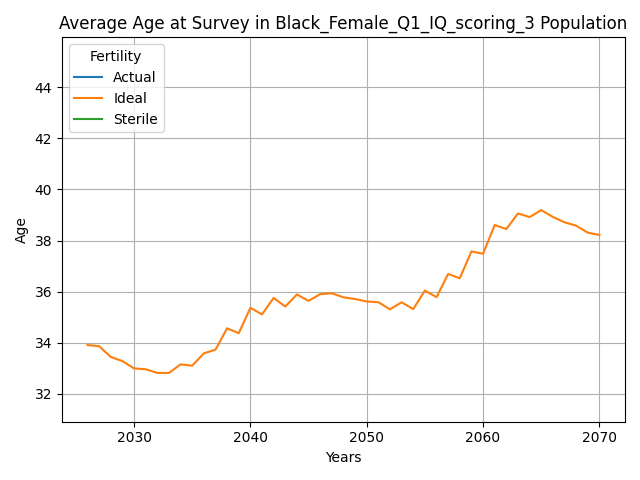 Average Age at Survey in Black_Female_Q1_IQ_scoring_3 Population
Fertility
Actual
Ideal
Sterile
44
42
40
38
36
34
32
Age
2030 2040 2050 2060 2070
Years